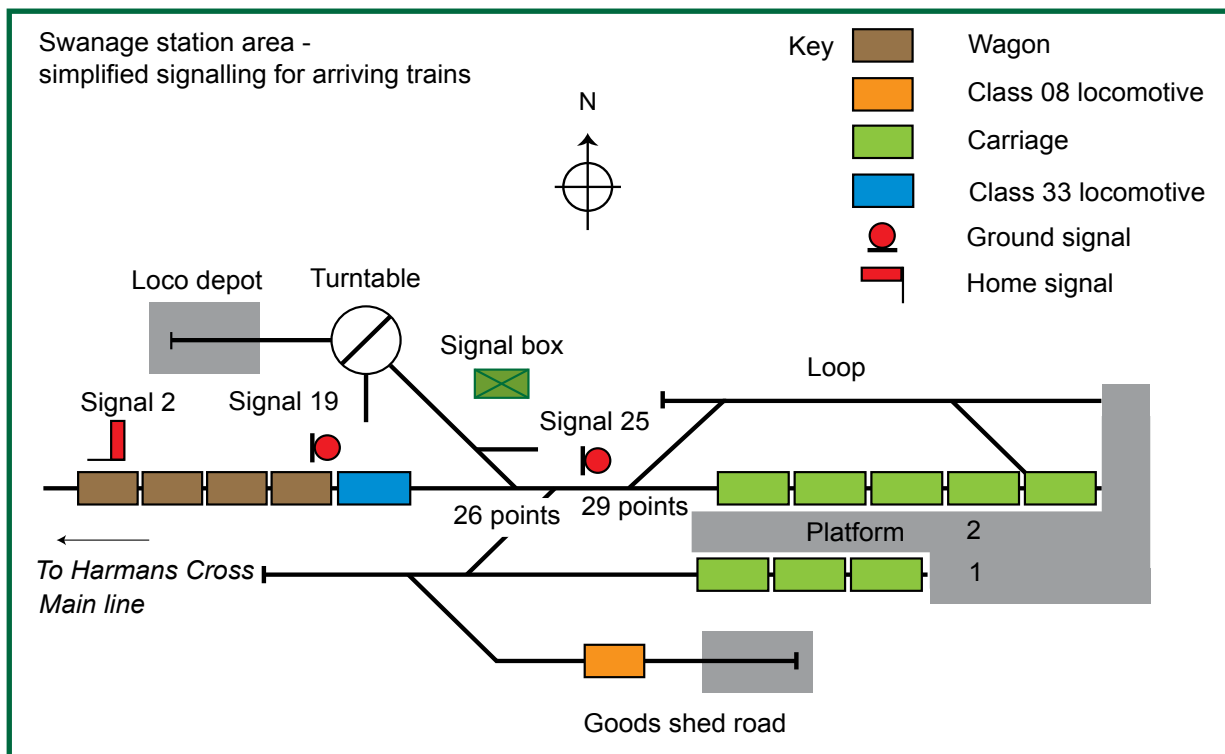 Swanage station area -
simplified signalling for arriving trains
Key
Wagon
Class 08 locomotive
Carriage
Class 33 locomotive
Ground signal
Home signal
N
Loco depot
Turntable
Signal box
Loop
Signal 2
Signal 19
Signal 25
26 points
29 points
Platform
2
1
To Harmans Cross
Main line
Goods shed road